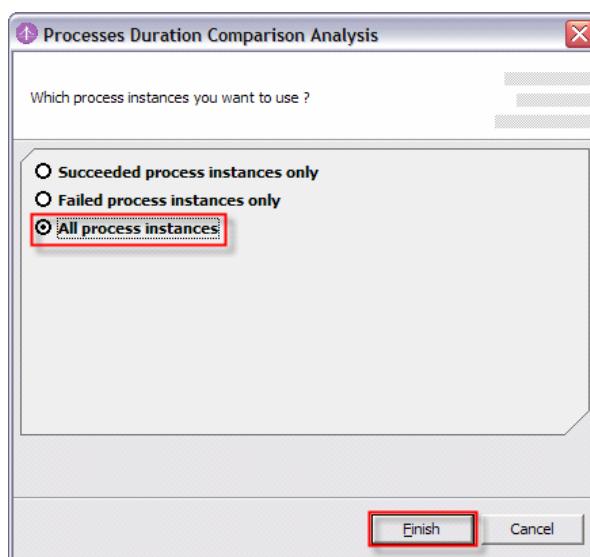 Processes Duration Comparison Analysis
Which process instances you want to use ?
Succeeded process instances only
Failed process instances only
All process instances
Finish
Cancel